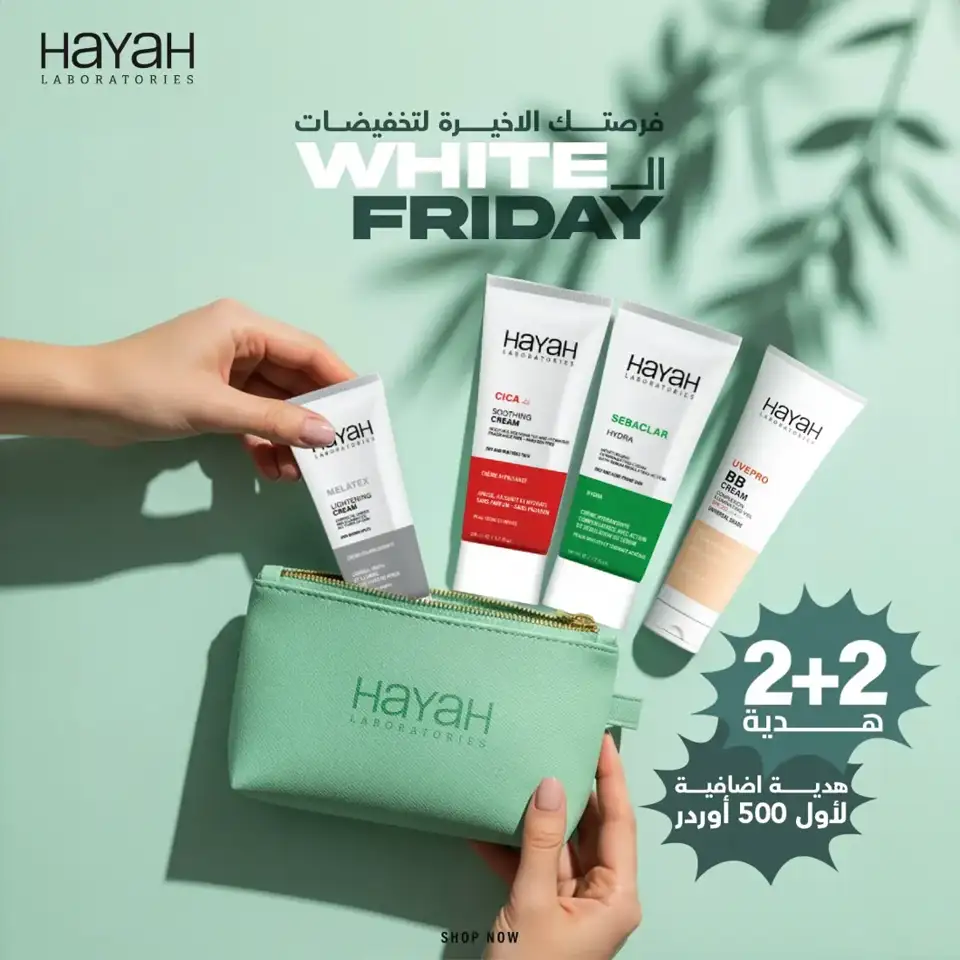 HAYAH
LABORATORIES
فرصتك الاخيرة لتخفيضات
الـ WHITE
FRIDAY
HAYAH
LABORATORIES
MELATEX
LIGHTENING
CREAM
HAYAH
LABORATORIES
CICA
SOOTHING
CREAM
HAYAH
LABORATORIES
SEBACLAR
HYDRA
HYDRA
HAYAH
LABORATORIES
UVEPRO
BB
CREAM
HAYAH
LABORATORIES
2+2
هدية
هدية اضافية
لأول 500 أوردر
SHOP NOW